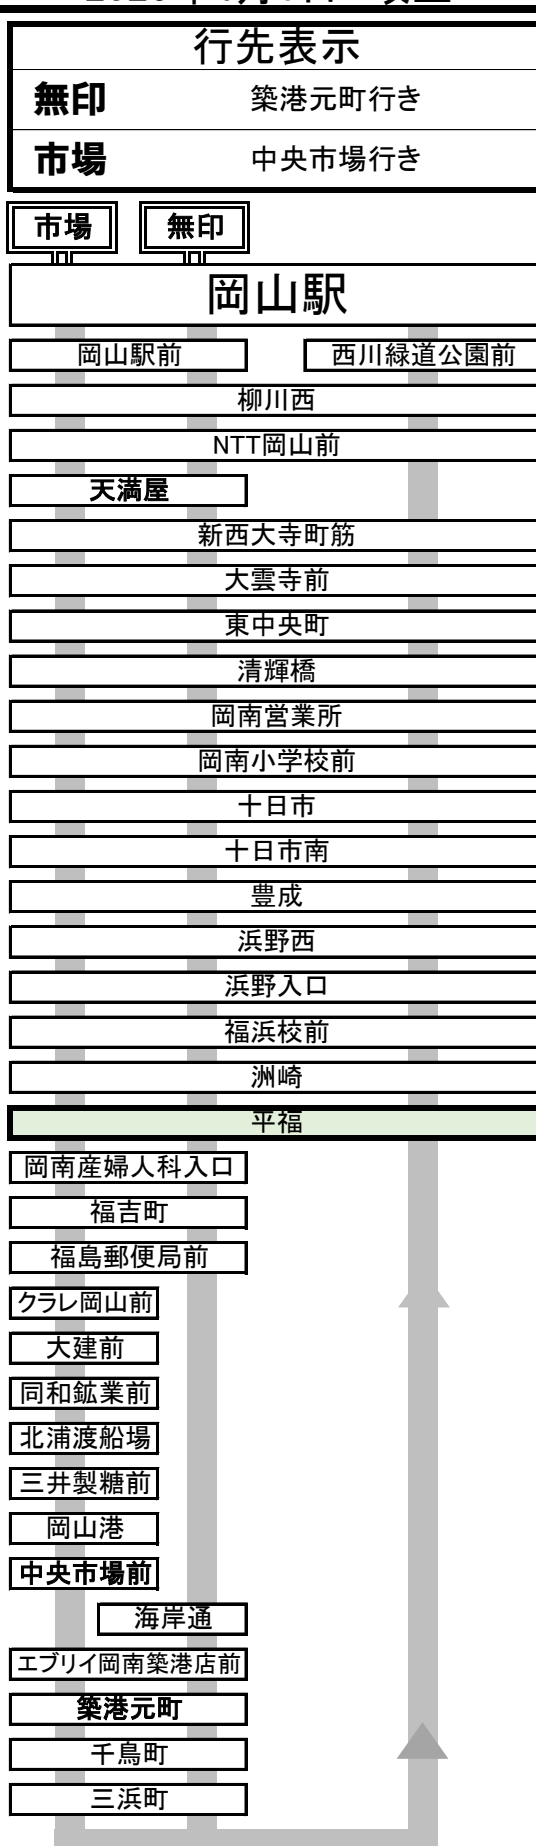 行先表示
無印 築港元町行き
市場 中央市場行き
市場 無印
岡山駅
岡山駅前 西川緑道公園前
柳川西
NTT岡山前
天満屋
新西大寺町筋
大雲寺前
東中央町
清輝橋
岡南営業所
岡南小学校前
十日市
十日市南
豊成
浜野西
浜野入口
福浜校前
洲崎
平福
岡南産婦人科入口
福吉町
福島郵便局前
クラレ岡山前
大建前
同和鉱業前
北浦渡船場
三井製糖前
岡山港
中央市場前
海岸通
エブリイ岡南築港店前
築港元町
千鳥町
三浜町